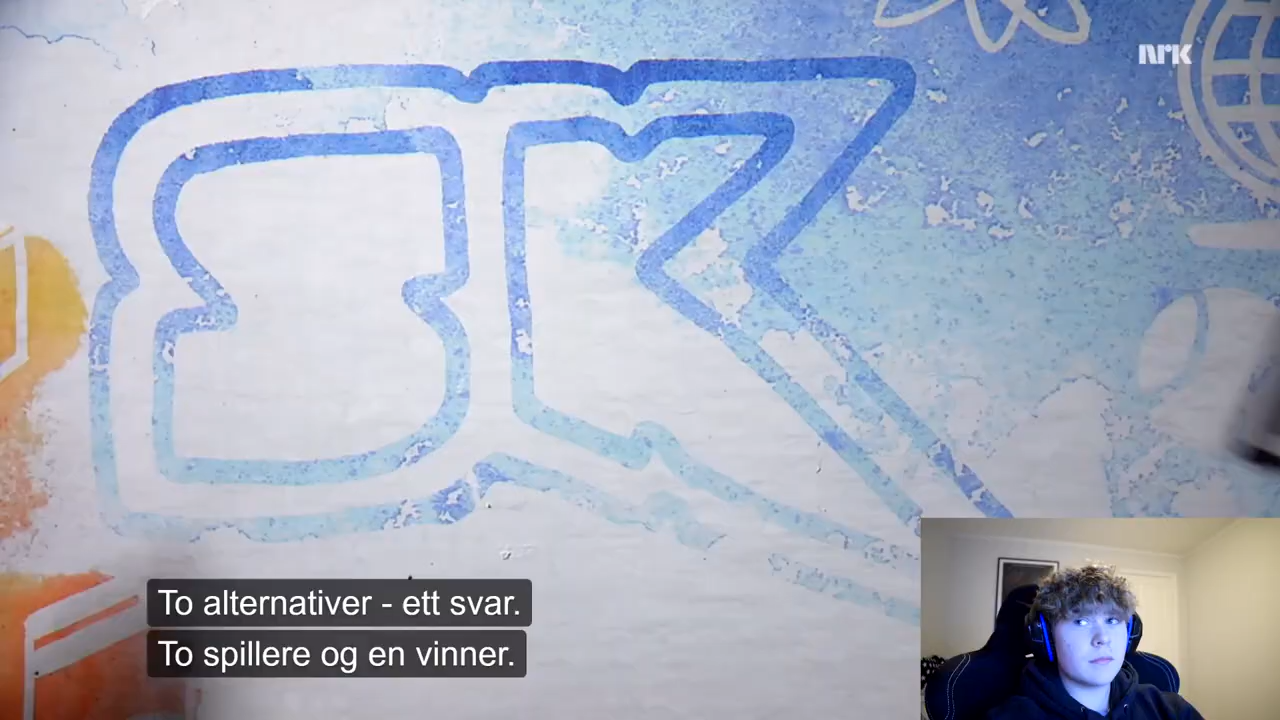 nrk
To alternativer - ett svar.
To spillere og en vinner.